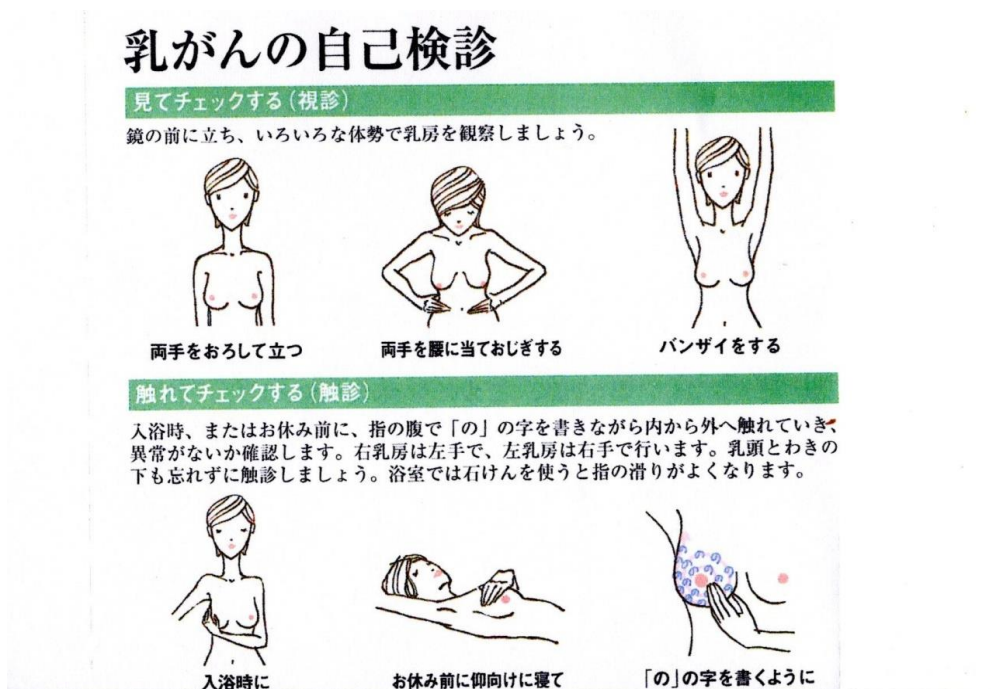 乳がんの自己検診
見てチェックする（視診）
鏡の前に立ち、いろいろな体勢で乳房を観察しましょう。
両手をおろして立つ
両手を腰に当ておじぎする
バンザイをする
触れてチェックする（触診）
入浴時、またはお休み前に、指の腹で「の」の字を書きながら内から外へ触れていき、
異常がないか確認します。右乳房は左手で、左乳房は右手で行います。乳頭とわきの
下も忘れずに触診しましょう。浴室では石けんを使うと指の滑りがよくなります。
入浴時に
お休み前に仰向けに寝て
「の」の字を書くように